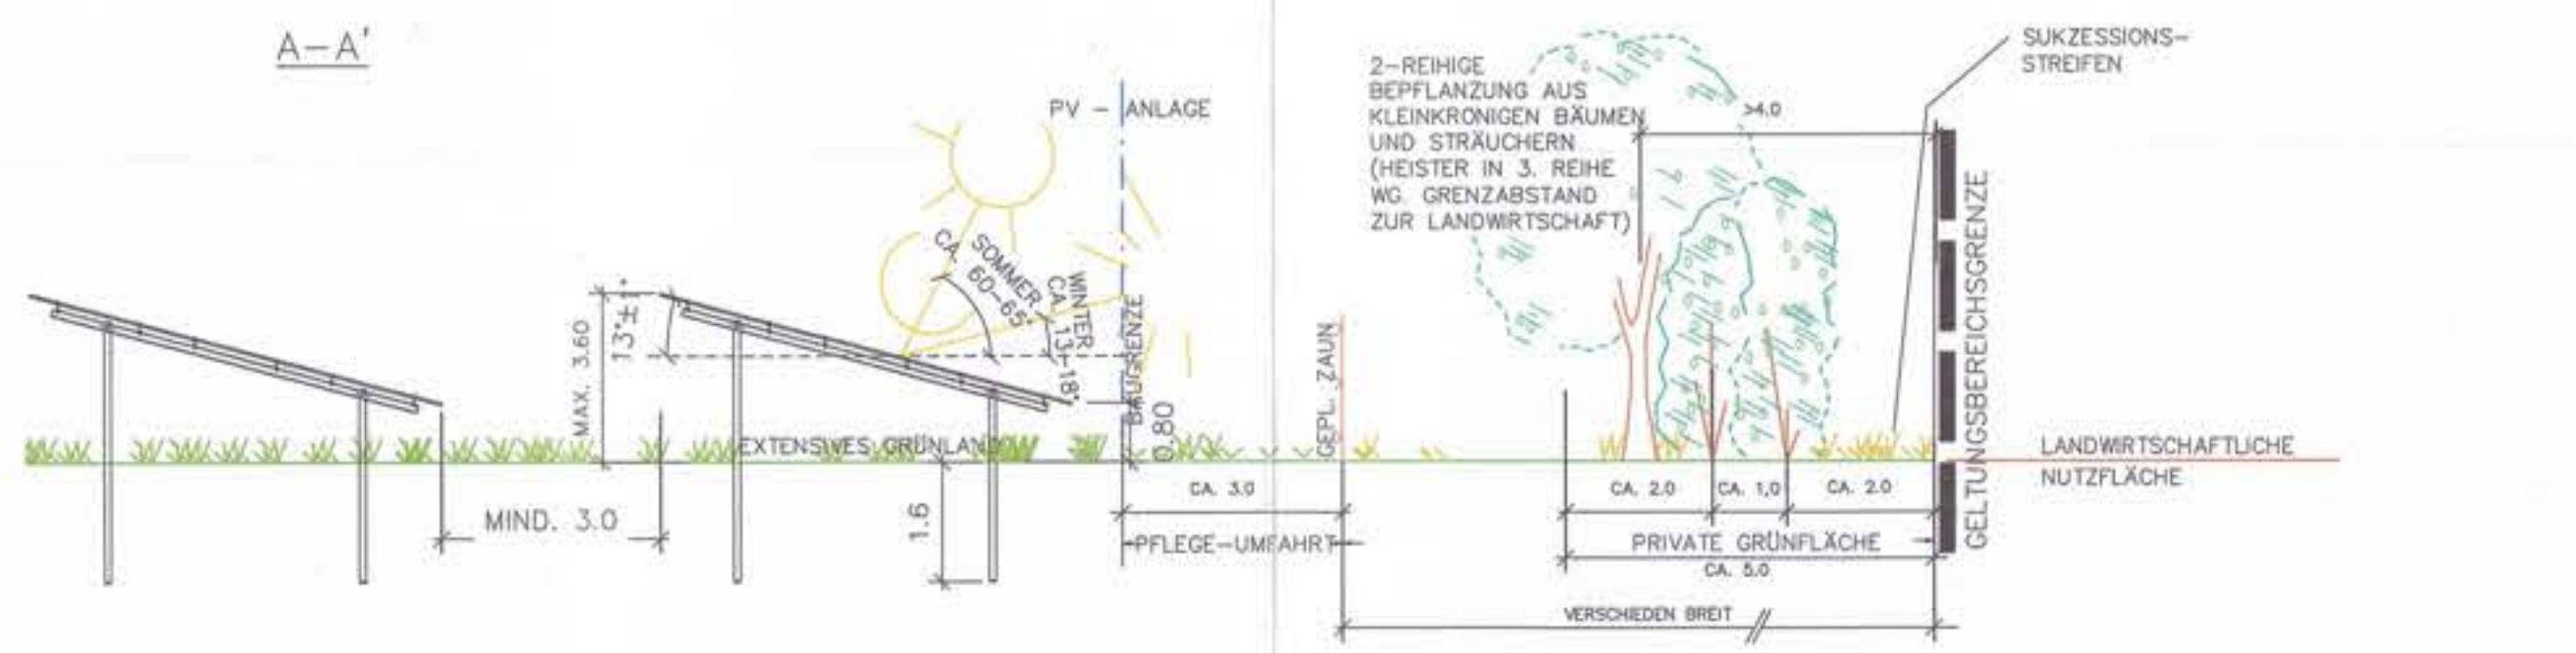 A-A'
PV - ANLAGE
2-REIHIGE
BEPFLANZUNG AUS
KLEINKRONIGEN BÄUMEN
UND STRÄUCHERN
(HEISTER IN 3. REIHE
WG. GRENZABSTAND
ZUR LANDWIRTSCHAFT)
>4.0
SUKZESSIONS-
STREIFEN
MAX. 3.60
SOMMER
CA. 60-65°
WINTER
CA. 13-18°
BAUGRENZE
0.80
GEPL. ZAUN
GELTUNGSBEREICHSGRENZE
EXTENSIVES GRÜNLAND
LANDWIRTSCHAFTLICHE
NUTZFLÄCHE
MIND. 3.0
1.6
CA. 3.0
PFLEGE-UMFAHRT
CA. 2.0
CA. 1,0
CA. 2.0
PRIVATE GRÜNFLÄCHE
CA. 5.0
VERSCHIEDEN BREIT